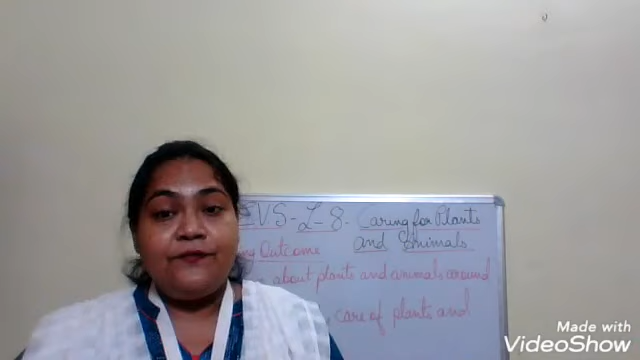 EVS - L - 8 - Caring for Plants
and Animals
Outcome
about plants and animals around
care of plants and
Made with
VideoShow